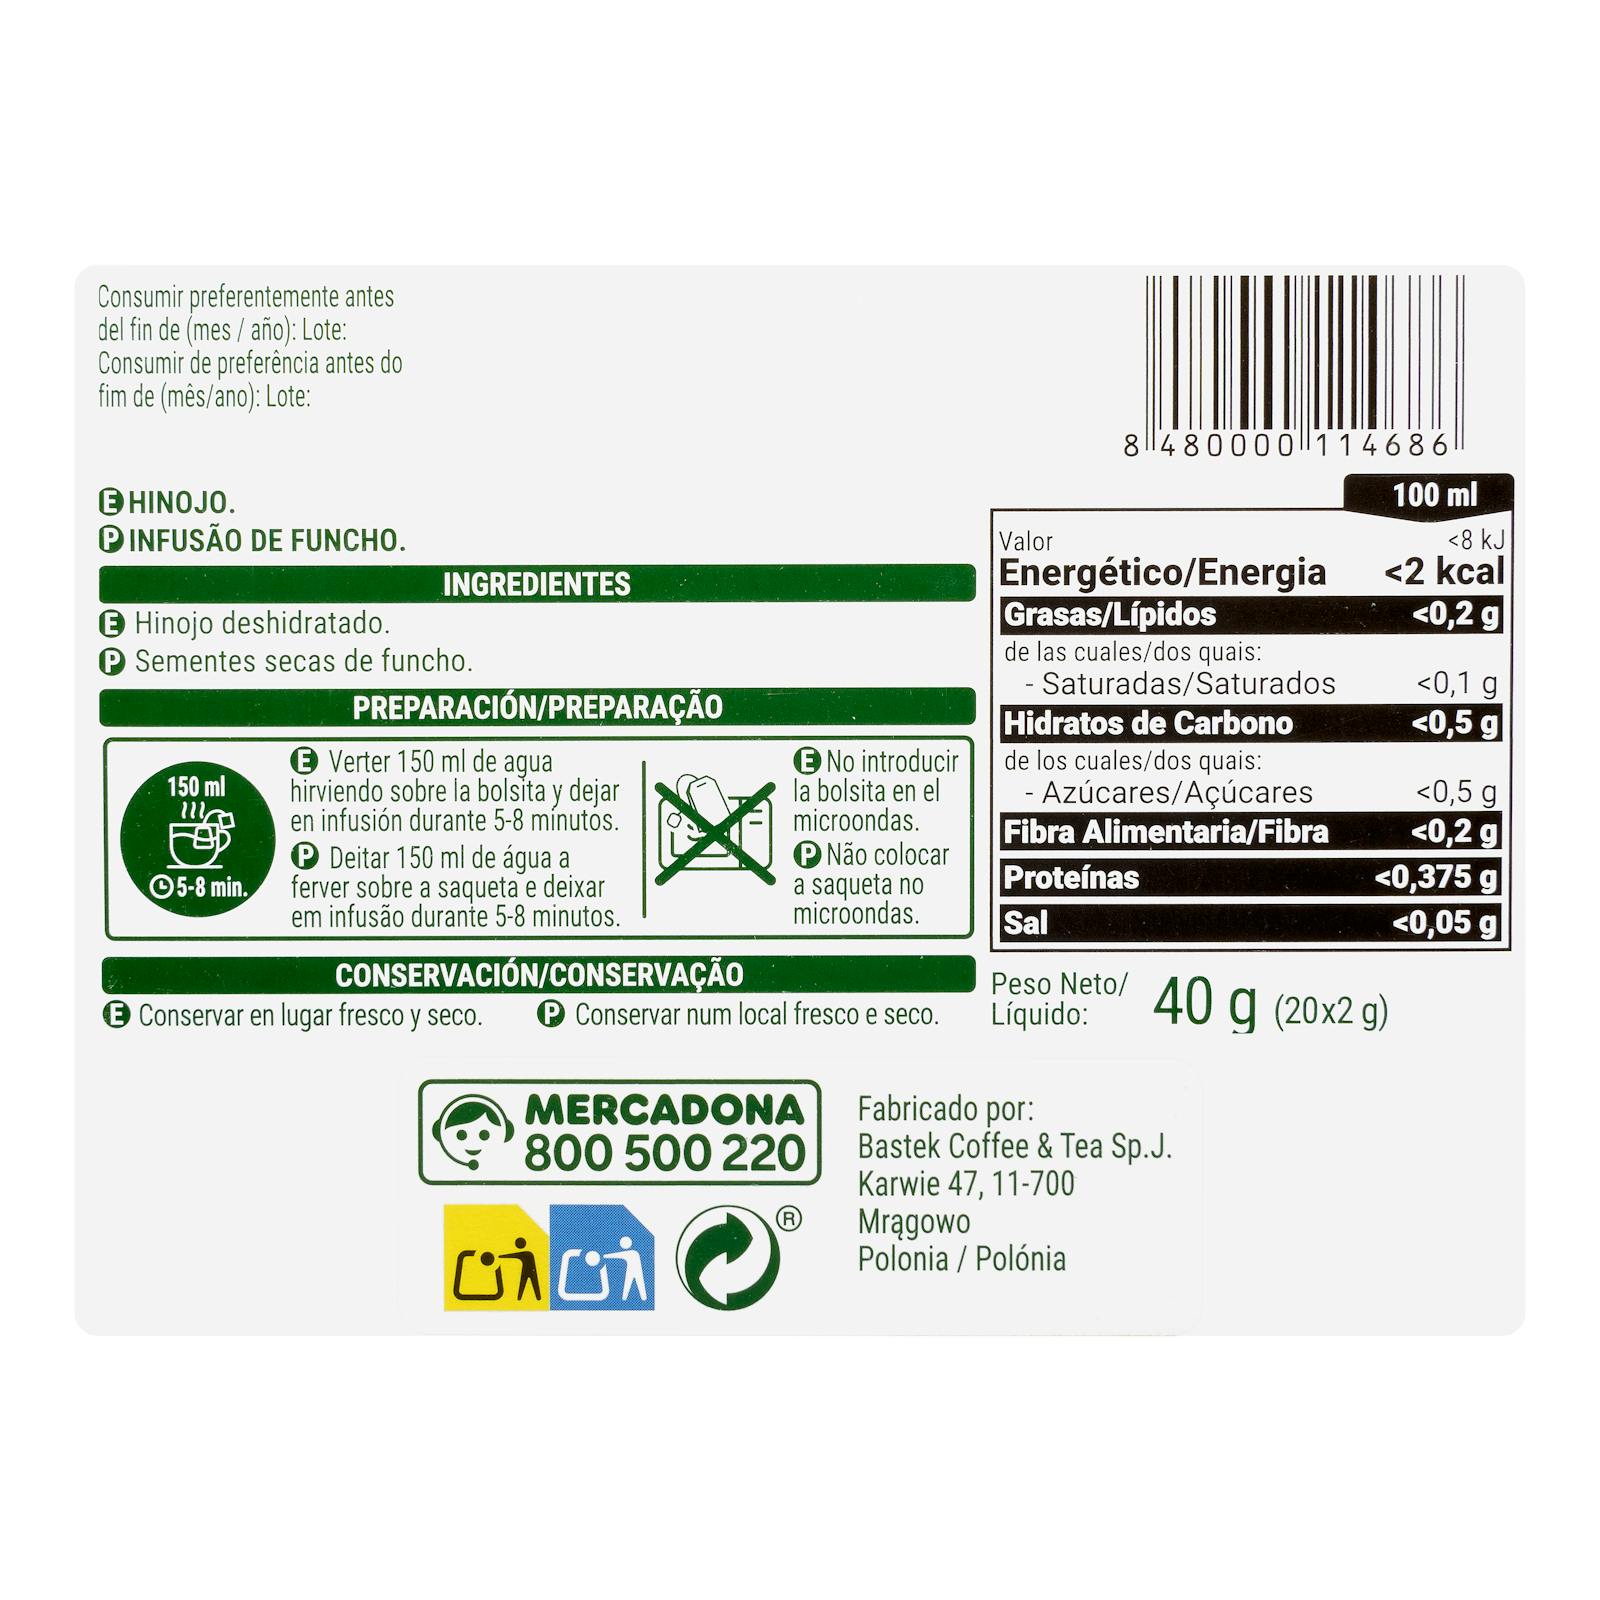 Consumir preferentemente antes
del fin de (mes / año): Lote:
Consumir de preferência antes do
fim de (mês/ano): Lote:
8 480000 114686
E HINOJO.
P INFUSÃO DE FUNCHO.
INGREDIENTES
E Hinojo deshidratado.
P Sementes secas de funcho.
PREPARACIÓN/PREPARAÇÃO
150 ml
5-8 min.
E Verter 150 ml de agua
hirviendo sobre la bolsita y dejar
en infusión durante 5-8 minutos.
P Deitar 150 ml de água a
ferver sobre a saqueta e deixar
em infusão durante 5-8 minutos.
E No introducir
la bolsita en el
microondas.
P Não colocar
a saqueta no
microondas.
CONSERVACIÓN/CONSERVAÇÃO
E Conservar en lugar fresco y seco.
P Conservar num local fresco e seco.
100 ml
Valor <8 kJ
Energético/Energia <2 kcal
Grasas/Lípidos <0,2 g
de las cuales/dos quais:
- Saturadas/Saturados <0,1 g
Hidratos de Carbono <0,5 g
de los cuales/dos quais:
- Azúcares/Açúcares <0,5 g
Fibra Alimentaria/Fibra <0,2 g
Proteínas <0,375 g
Sal <0,05 g
Peso Neto/
Líquido: 40 g (20x2 g)
MERCADONA
800 500 220
®
Fabricado por:
Bastek Coffee & Tea Sp.J.
Karwie 47, 11-700
Mrągowo
Polonia / Polónia